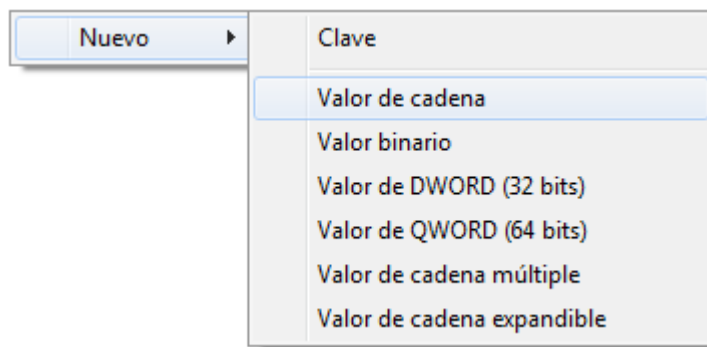 Nuevo
Clave
Valor de cadena
Valor binario
Valor de DWORD (32 bits)
Valor de QWORD (64 bits)
Valor de cadena múltiple
Valor de cadena expandible